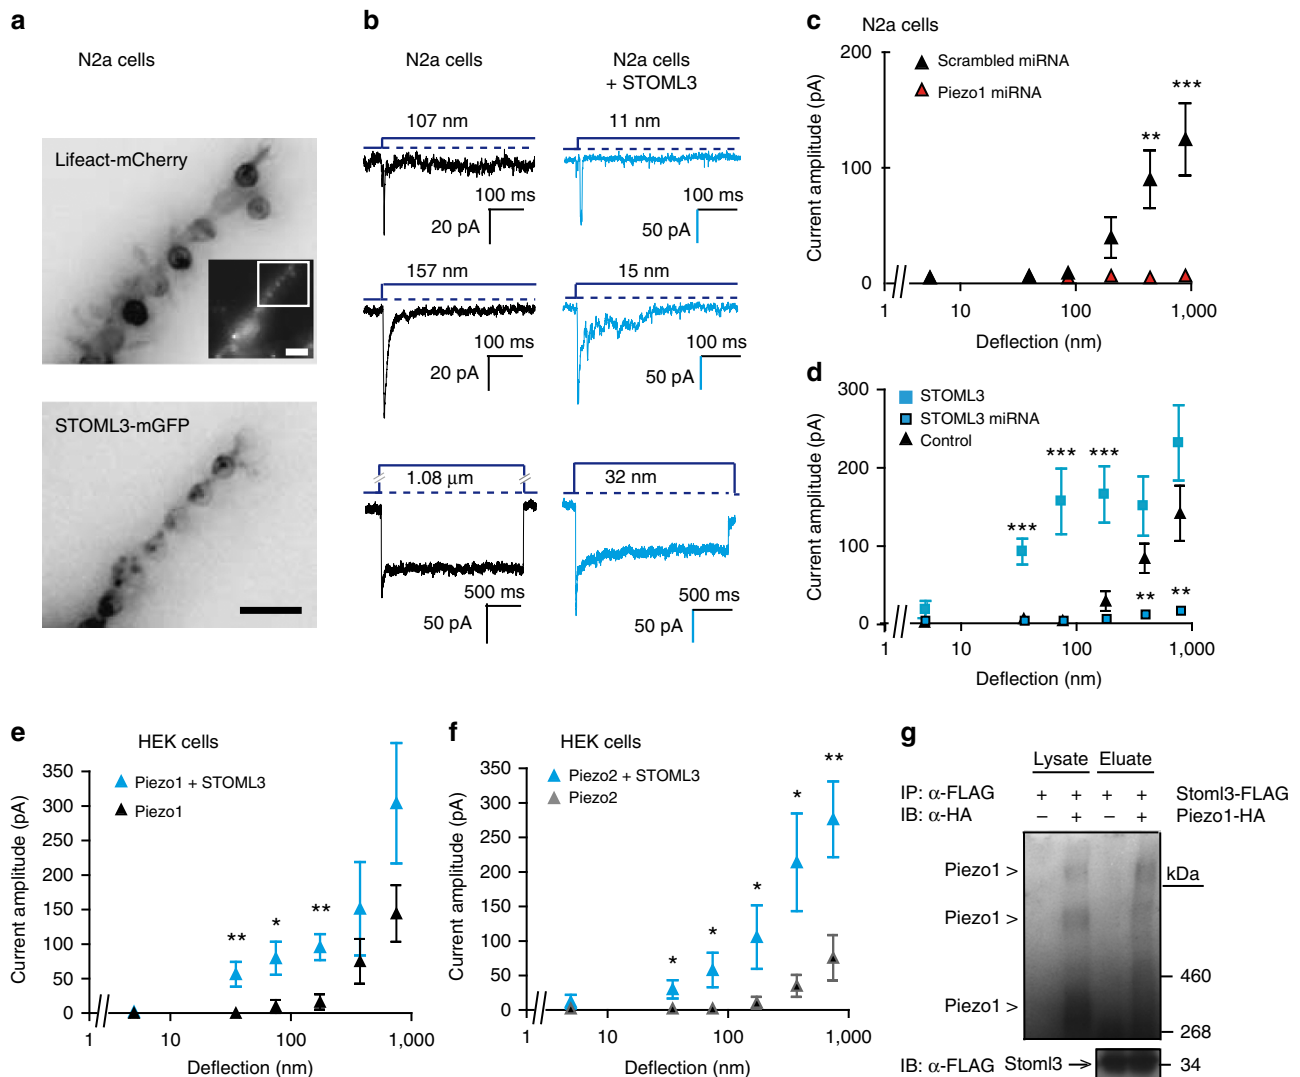 a
N2a cells
Lifeact-mCherry
STOML3-mGFP
b
N2a cells
N2a cells
+ STOML3
107 nm
11 nm
100 ms
100 ms
20 pA
50 pA
157 nm
15 nm
100 ms
100 ms
20 pA
50 pA
1.08 μm
32 nm
500 ms
500 ms
50 pA
50 pA
c
N2a cells
Scrambled miRNA
Piezo1 miRNA
Current amplitude (pA)
200
100
0
**
***
1
10
100
1,000
Deflection (nm)
d
STOML3
STOML3 miRNA
Control
Current amplitude (pA)
300
200
100
0
***
***
***
**
**
1
10
100
1,000
Deflection (nm)
e
HEK cells
Piezo1 + STOML3
Piezo1
Current amplitude (pA)
350
300
250
200
150
100
50
0
**
*
**
1
10
100
1,000
Deflection (nm)
f
HEK cells
Piezo2 + STOML3
Piezo2
Current amplitude (pA)
350
300
250
200
150
100
50
0
*
*
*
*
**
1
10
100
1,000
Deflection (nm)
g
Lysate Eluate
IP: α-FLAG + + + + Stoml3-FLAG
IB: α-HA − + − + Piezo1-HA
Piezo1 >
kDa
Piezo1 >
460
Piezo1 >
268
IB: α-FLAG Stoml3 → 34